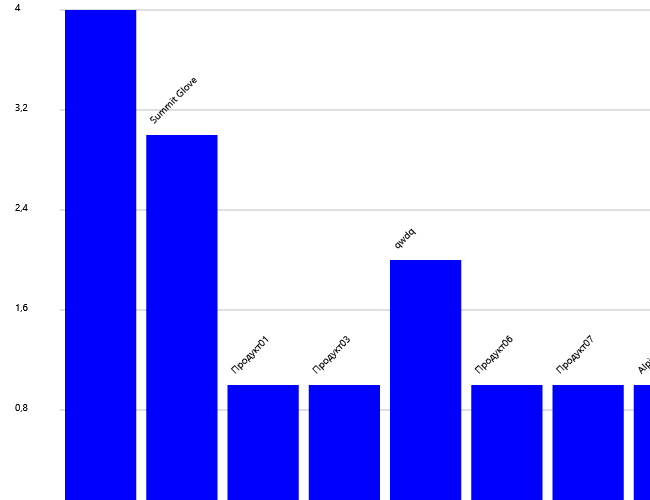 4
Summit Glove
3,2
2,4
qwdq
1,6
Продукт01
Продукт03
Продукт06
Продукт07
0,8